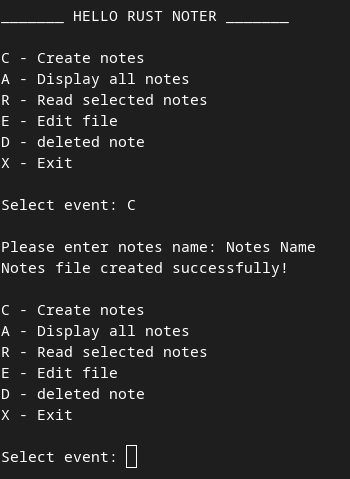 _______ HELLO RUST NOTER _______
C - Create notes
A - Display all notes
R - Read selected notes
E - Edit file
D - deleted note
X - Exit
Select event: C
Please enter notes name: Notes Name
Notes file created successfully!
C - Create notes
A - Display all notes
R - Read selected notes
E - Edit file
D - deleted note
X - Exit
Select event: